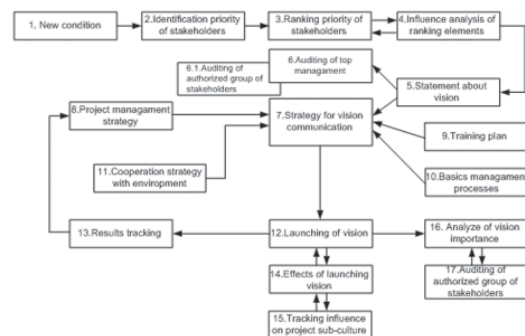 1. New condition
2.Identification priority
of stakeholders
3.Ranking priority of
stakeholders
4.Influence analysis of
ranking elements
6.Auditing of top
managament
6.1.Auditing of
authorized group of
stakeholders
5.Statement about
vision
8.Project management
strategy
7.Strategy for vision
communication
9.Training plan
11.Cooperation strategy
with enviropment
10.Basics managament
processes
13.Results tracking
12.Launching of
vision
16. Analyze of vision
importance
14.Effects of launching
vision
17.Auditing of
authorized group of
stakeholders
15.Tracking influence
on project sub-culture